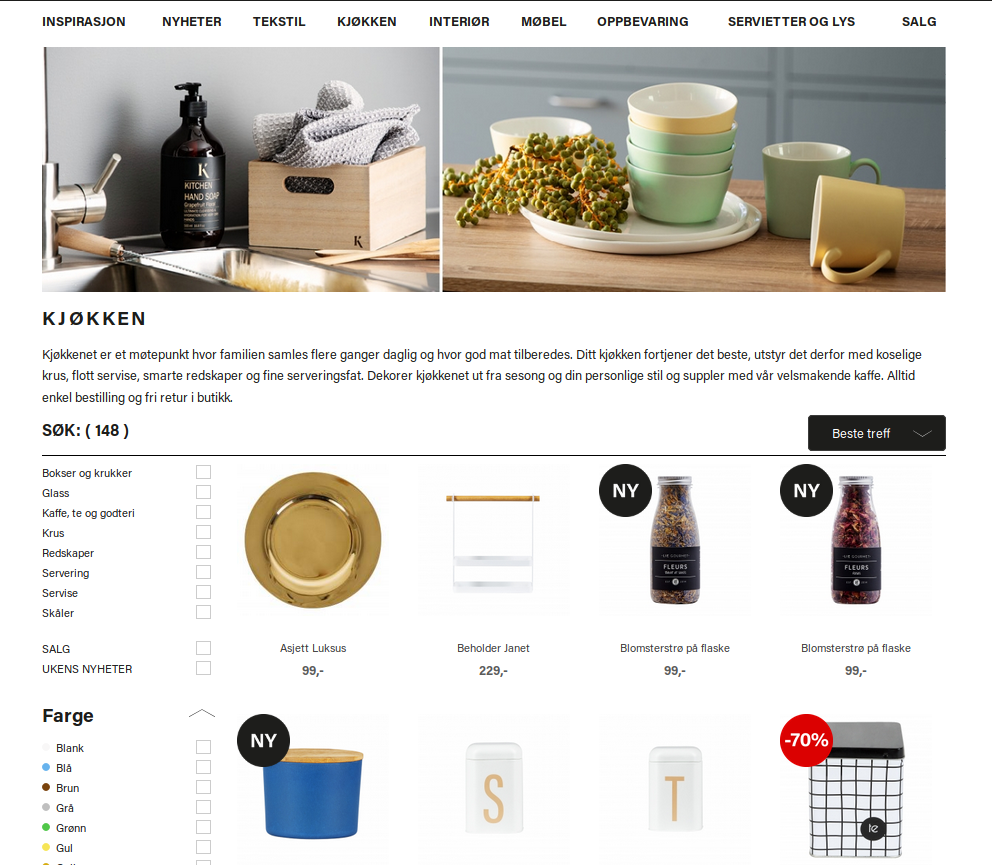 INSPIRASJON NYHETER TEKSTIL KJØKKEN INTERIØR MØBEL OPPBEVARING SERVIETTER OG LYS SALG
K
KITCHEN
HAND SOAP
Grapefruit Floral
K
KJØKKEN
Kjøkkenet er et møtepunkt hvor familien samles flere ganger daglig og hvor god mat tilberedes. Ditt kjøkken fortjener det beste, utstyr det derfor med koselige
krus, flott servise, smarte redskaper og fine serveringsfat. Dekorer kjøkkenet ut fra sesong og din personlige stil og suppler med vår velsmakende kaffe. Alltid
enkel bestilling og fri retur i butikk.
SØK: ( 148 )
Beste treff
Bokser og krukker
Glass
Kaffe, te og godteri
Krus
Redskaper
Servering
Servise
Skåler
SALG
UKENS NYHETER
Farge
Blank
Blå
Brun
Grå
Grønn
Gul
NY
FLEURS
NY
FLEURS
Asjett Luksus
99,-
Beholder Janet
229,-
Blomsterstrø på flaske
99,-
Blomsterstrø på flaske
99,-
NY
S
T
-70%
te